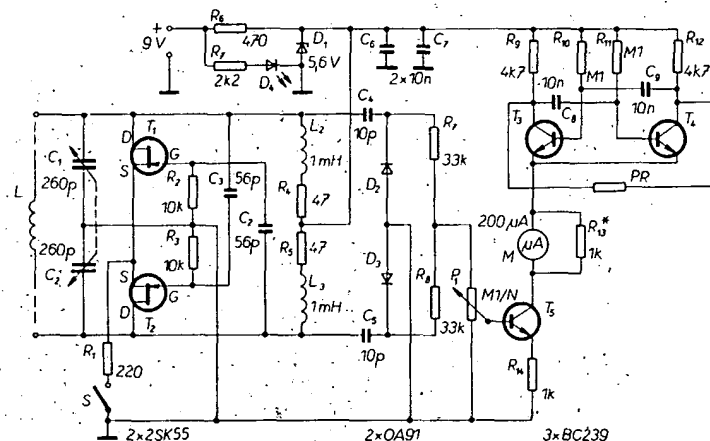 +
9V
R6
470
R7
2k2
D1
5,6V
D4
C6
C7
2×10n
R9
4k7
R10
M1
R11
M1
R12
4k7
10n
C8
C9
10n
T3
T4
PR
L
C1
260p
260p
C2
D
T1
G
S
R2
10k
R3
10k
S
D
G
T2
C3
56p
C2
56p
L2
1mH
R4
47
R5
47
L3
1mH
C4
10p
D2
D3
C5
10p
R7
33k
R8
33k
P1
M1/N
200µA
µA
M
R13*
1k
T5
R14
1k
R1
220
S
2×2SK55
2×OA91
3×BC239